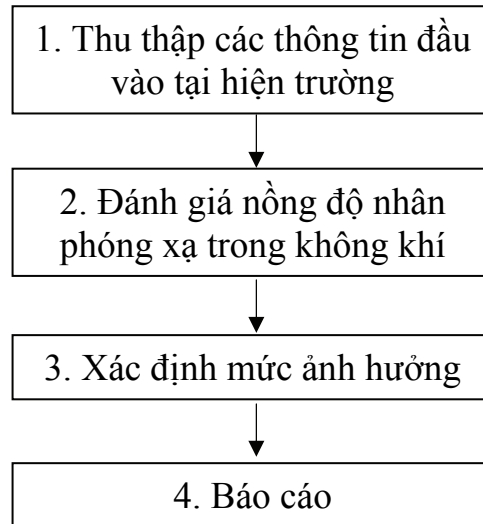 1. Thu thập các thông tin đầu
vào tại hiện trường
2. Đánh giá nồng độ nhân
phóng xạ trong không khí
3. Xác định mức ảnh hưởng
4. Báo cáo